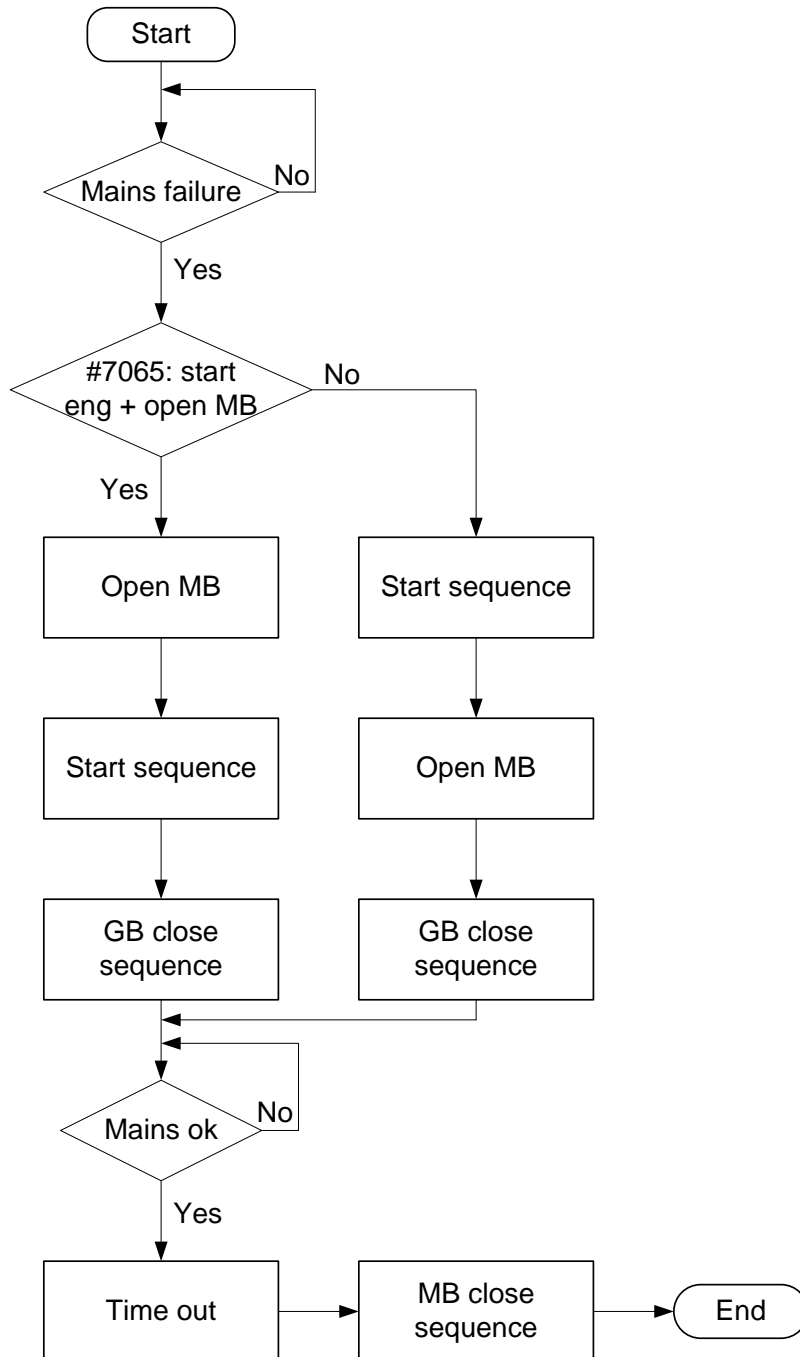 Start
Mains failure
No
Yes
#7065: start
eng + open MB
No
Yes
Open MB
Start sequence
Start sequence
Open MB
GB close
sequence
GB close
sequence
Mains ok
No
Yes
Time out
MB close
sequence
End